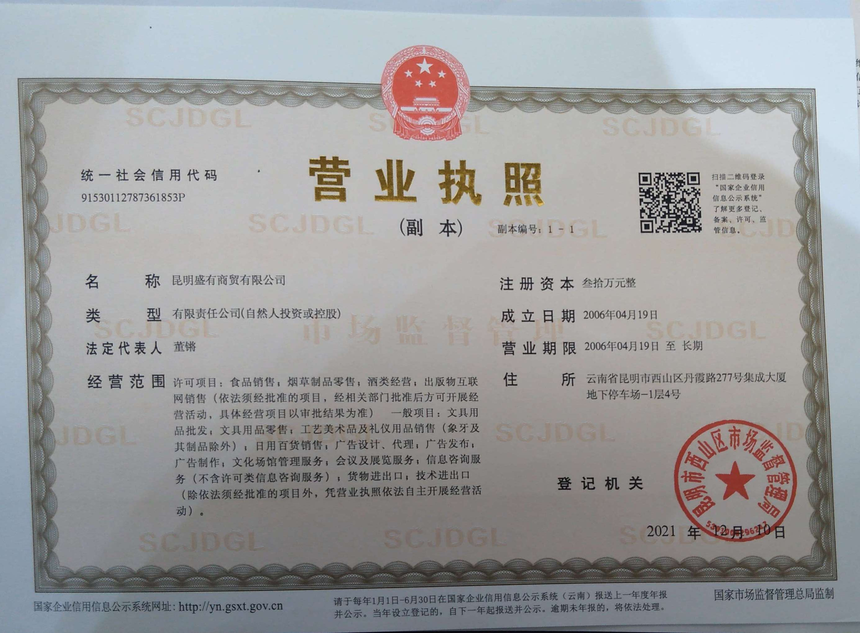 统一社会信用代码
91530112787361853P
营业执照
(副 本)
副本编号：1 - 1
扫描二维码登录
“国家企业信用
信息公示系统”
了解更多登记、
备案、许可、监
管信息。
名 称 昆明盛有商贸有限公司
类 型 有限责任公司(自然人投资或控股)
法定代表人 董锵
经营范围 许可项目：食品销售；烟草制品零售；酒类经营；出版物互联
网销售（依法须经批准的项目，经相关部门批准后方可开展经
营活动，具体经营项目以审批结果为准） 一般项目：文具用
品批发；文具用品零售；工艺美术品及礼仪用品销售（象牙及
其制品除外）；日用百货销售；广告设计、代理；广告发布；
广告制作；文化场馆管理服务；会议及展览服务；信息咨询服
务（不含许可类信息咨询服务）；货物进出口；技术进出口
（除依法须经批准的项目外，凭营业执照依法自主开展经营活
动）。
注册资本 叁拾万元整
成立日期 2006年04月19日
营业期限 2006年04月19日 至 长期
住 所 云南省昆明市西山区丹霞路277号集成大厦
地下停车场-1层4号
登记机关
昆明市西山区市场监督管理局
2021 年 12月 10日
国家企业信用信息公示系统网址：http://yn.gsxt.gov.cn
请于每年1月1日-6月30日在国家企业信用信息公示系统（云南）报送上一年度年报
并公示。当年设立登记的，自下一年起报送并公示。逾期未年报的，将依法处理。
国家市场监督管理总局监制
SCJDGL
市场监督管理